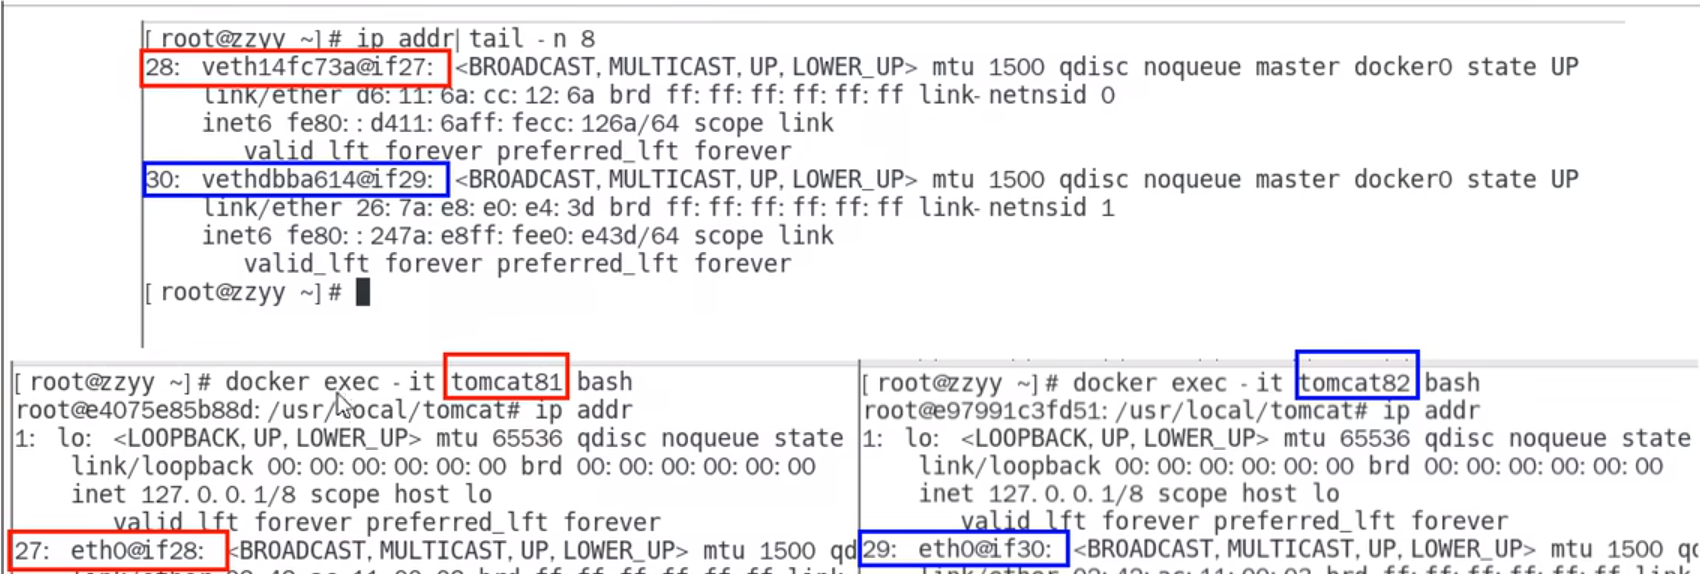 [root@zzyy ~]# ip addr| tail -n 8
28: veth14fc73a@if27: <BROADCAST,MULTICAST,UP,LOWER_UP> mtu 1500 qdisc noqueue master docker0 state UP
link/ether d6:11:6a:cc:12:6a brd ff:ff:ff:ff:ff:ff link-netnsid 0
inet6 fe80::d411:6aff:fecc:126a/64 scope link
valid_lft forever preferred_lft forever
30: vethdbba614@if29: <BROADCAST,MULTICAST,UP,LOWER_UP> mtu 1500 qdisc noqueue master docker0 state UP
link/ether 26:7a:e8:e0:e4:3d brd ff:ff:ff:ff:ff:ff link-netnsid 1
inet6 fe80::247a:e8ff:fee0:e43d/64 scope link
valid_lft forever preferred_lft forever
[root@zzyy ~]#
[root@zzyy ~]# docker exec -it tomcat81 bash
root@e4075e85b88d:/usr/local/tomcat# ip addr
1: lo: <LOOPBACK,UP,LOWER_UP> mtu 65536 qdisc noqueue state
link/loopback 00:00:00:00:00:00 brd 00:00:00:00:00:00
inet 127.0.0.1/8 scope host lo
valid_lft forever preferred_lft forever
27: eth0@if28: <BROADCAST,MULTICAST,UP,LOWER_UP> mtu 1500 qd
[root@zzyy ~]# docker exec -it tomcat82 bash
root@e97991c3fd51:/usr/local/tomcat# ip addr
1: lo: <LOOPBACK,UP,LOWER_UP> mtu 65536 qdisc noqueue state
link/loopback 00:00:00:00:00:00 brd 00:00:00:00:00:00
inet 127.0.0.1/8 scope host lo
valid_lft forever preferred_lft forever
29: eth0@if30: <BROADCAST,MULTICAST,UP,LOWER_UP> mtu 1500